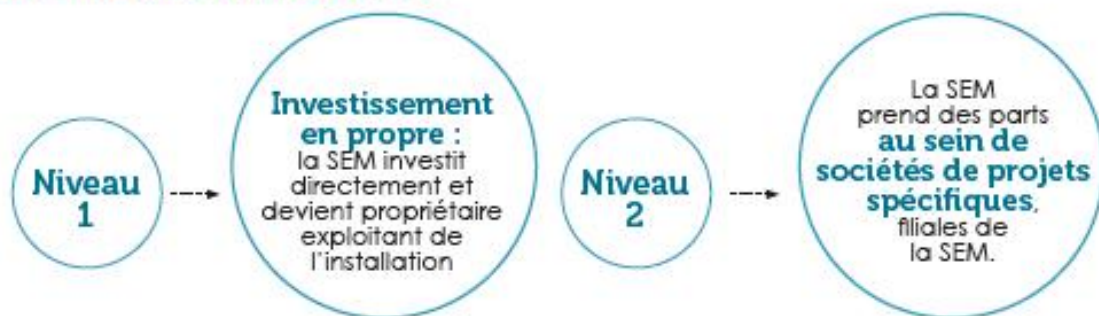 Niveau
1
Investissement
en propre :
la SEM investit
directement et
devient propriétaire
exploitant de
l'installation
Niveau
2
La SEM
prend des parts
au sein de
sociétés de projets
spécifiques,
filiales de
la SEM.